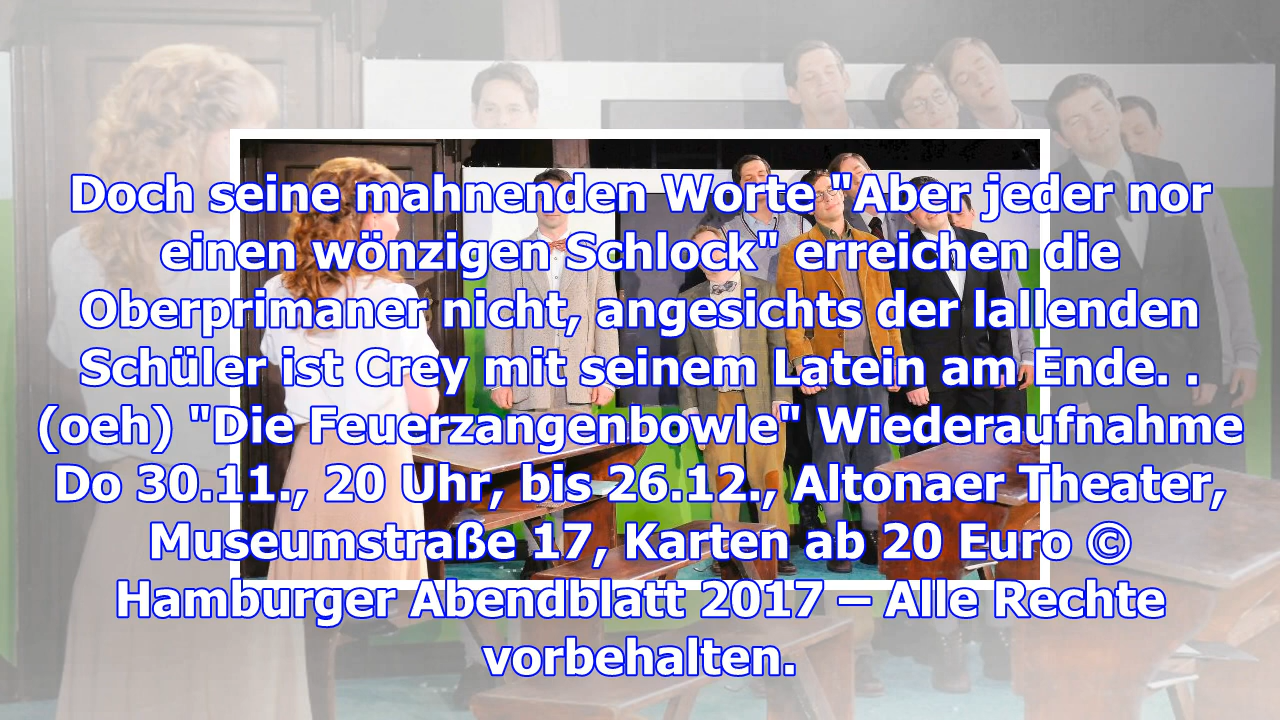 Doch seine mahnenden Worte "Aber jeder nor
einen wönzigen Schlock" erreichen die
Oberprimaner nicht, angesichts der lallenden
Schüler ist Crey mit seinem Latein am Ende. .
(oeh) "Die Feuerzangenbowle" Wiederaufnahme
Do 30.11., 20 Uhr, bis 26.12., Altonaer Theater,
Museumstraße 17, Karten ab 20 Euro ©
Hamburger Abendblatt 2017 – Alle Rechte
vorbehalten.